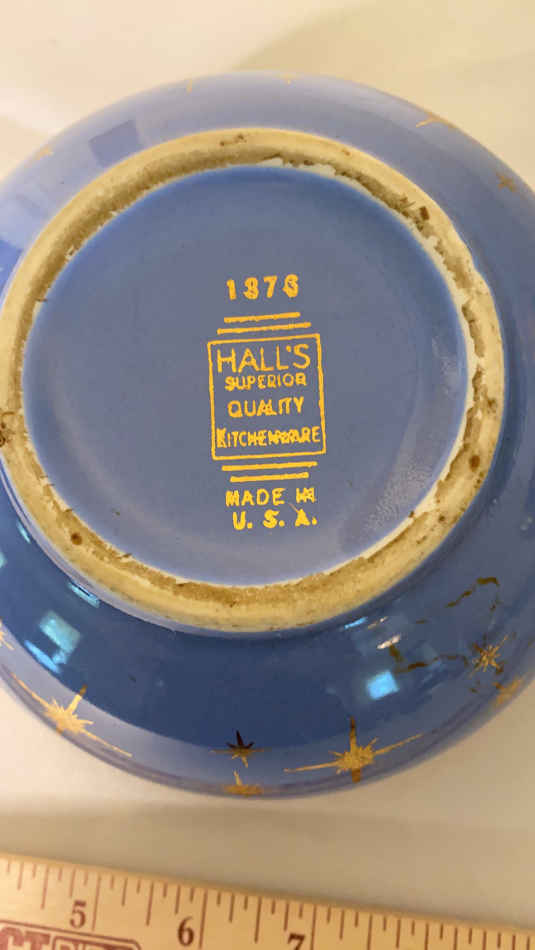 1373
HALL'S
SUPERIOR
QUALITY
KITCHENWARE
MADE IN
U. S. A.
5 6 7